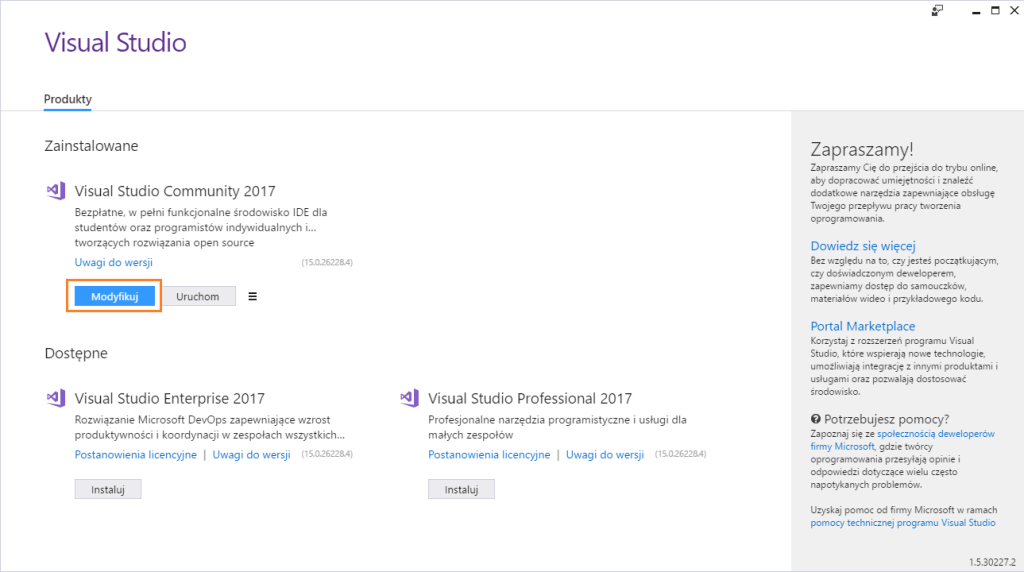 Visual Studio
Produkty
Zainstalowane
Visual Studio Community 2017
Bezpłatne, w pełni funkcjonalne środowisko IDE dla
studentów oraz programistów indywidualnych i...
tworzących rozwiązania open source
Uwagi do wersji (15.0.26228.4)
Modyfikuj Uruchom
Dostępne
Visual Studio Enterprise 2017
Rozwiązanie Microsoft DevOps zapewniające wzrost
produktywności i koordynacji w zespołach wszystkich...
Postanowienia licencyjne | Uwagi do wersji (15.0.26228.4)
Instaluj
Visual Studio Professional 2017
Profesjonalne narzędzia programistyczne i usługi dla
małych zespołów
Postanowienia licencyjne | Uwagi do wersji (15.0.26228.4)
Instaluj
Zapraszamy!
Zapraszamy Cię do przejścia do trybu online,
aby dopracować umiejętności i znaleźć
dodatkowe narzędzia zapewniające obsługę
Twojego przepływu pracy tworzenia
oprogramowania.
Dowiedz się więcej
Bez względu na to, czy jesteś początkującym,
czy doświadczonym deweloperem,
zapewniamy dostęp do samouczków,
materiałów wideo i przykładowego kodu.
Portal Marketplace
Korzystaj z rozszerzeń programu Visual
Studio, które wspierają nowe technologie,
umożliwiają integrację z innymi produktami i
usługami oraz pozwalają dostosować
środowisko.
Potrzebujesz pomocy?
Zapoznaj się ze społecznością deweloperów
firmy Microsoft, gdzie twórcy
oprogramowania przesyłają opinie i
odpowiedzi dotyczące wielu często
napotykanych problemów.
Uzyskaj pomoc od firmy Microsoft w ramach
pomocy technicznej programu Visual Studio
1.5.30227.2